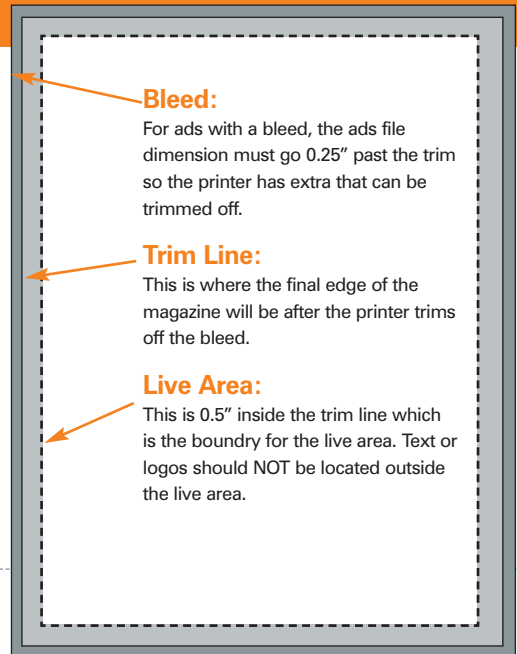 Bleed:
For ads with a bleed, the ads file
dimension must go 0.25” past the trim
so the printer has extra that can be
trimmed off.
Trim Line:
This is where the final edge of the
magazine will be after the printer trims
off the bleed.
Live Area:
This is 0.5” inside the trim line which
is the boundry for the live area. Text or
logos should NOT be located outside
the live area.